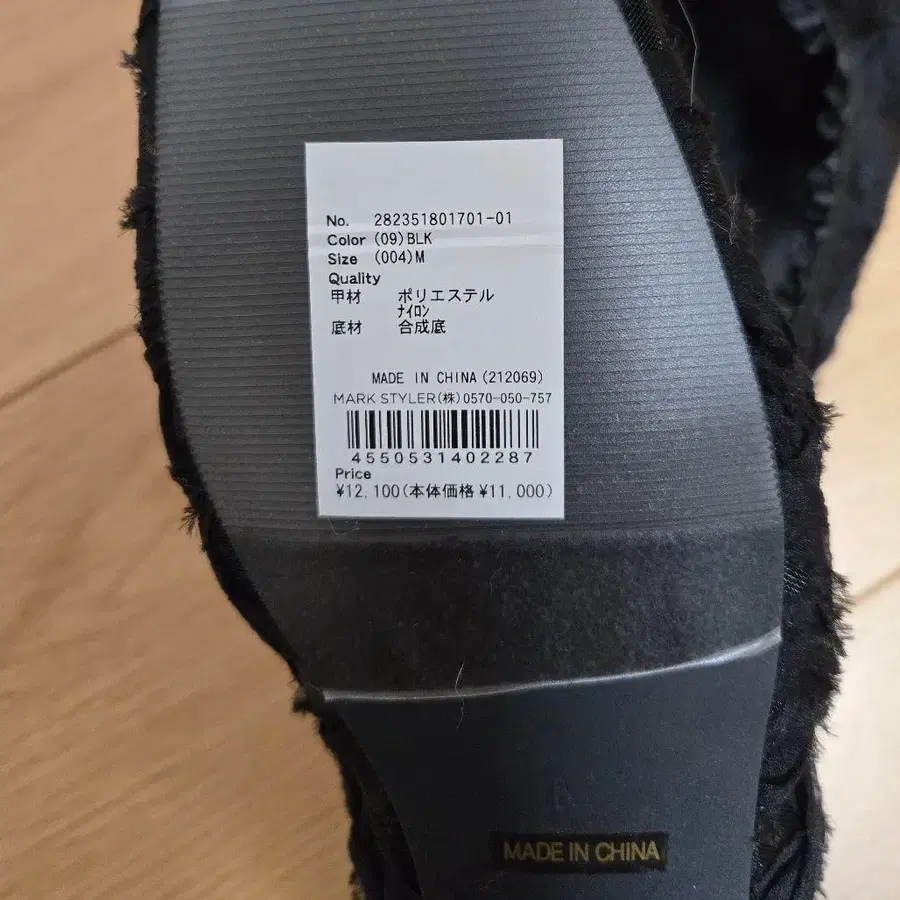 No. 282351801701-01
Color (09)BLK
Size (004)M
Quality
甲材 ポリエステル
ﾅｲﾛﾝ
底材 合成底
MADE IN CHINA(212069)
MARK STYLER(株)0570-050-757
4550531402287
Price
¥12,100(本体価格¥11,000)
MADE IN CHINA